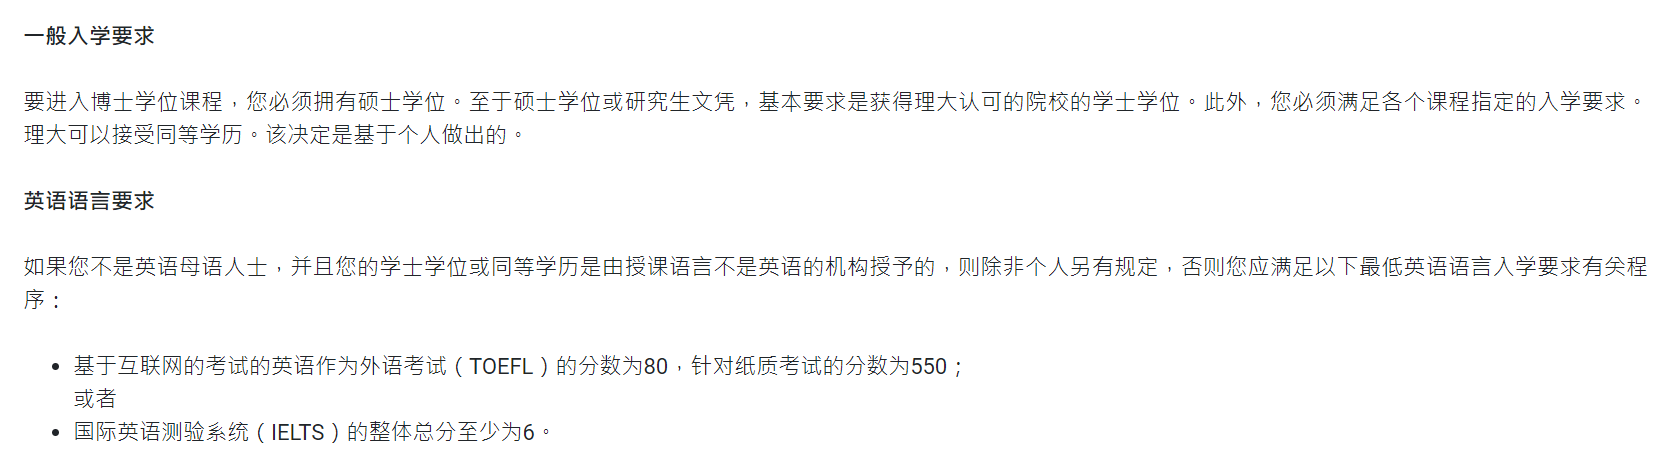 一般入学要求
要进入博士学位课程，您必须拥有硕士学位。至于硕士学位或研究生文凭，基本要求是获得理大认可的院校的学士学位。此外，您必须满足各个课程指定的入学要求。
理大可以接受同等学历。该决定是基于个人做出的。
英语语言要求
如果您不是英语母语人士，并且您的学士学位或同等学历是由授课语言不是英语的机构授予的，则除非个人另有规定，否则您应满足以下最低英语语言入学要求有关程
序：
• 基于互联网的考试的英语作为外语考试（TOEFL）的分数为80，针对纸质考试的分数为550；
或者
• 国际英语测验系统（IELTS）的整体总分至少为6。